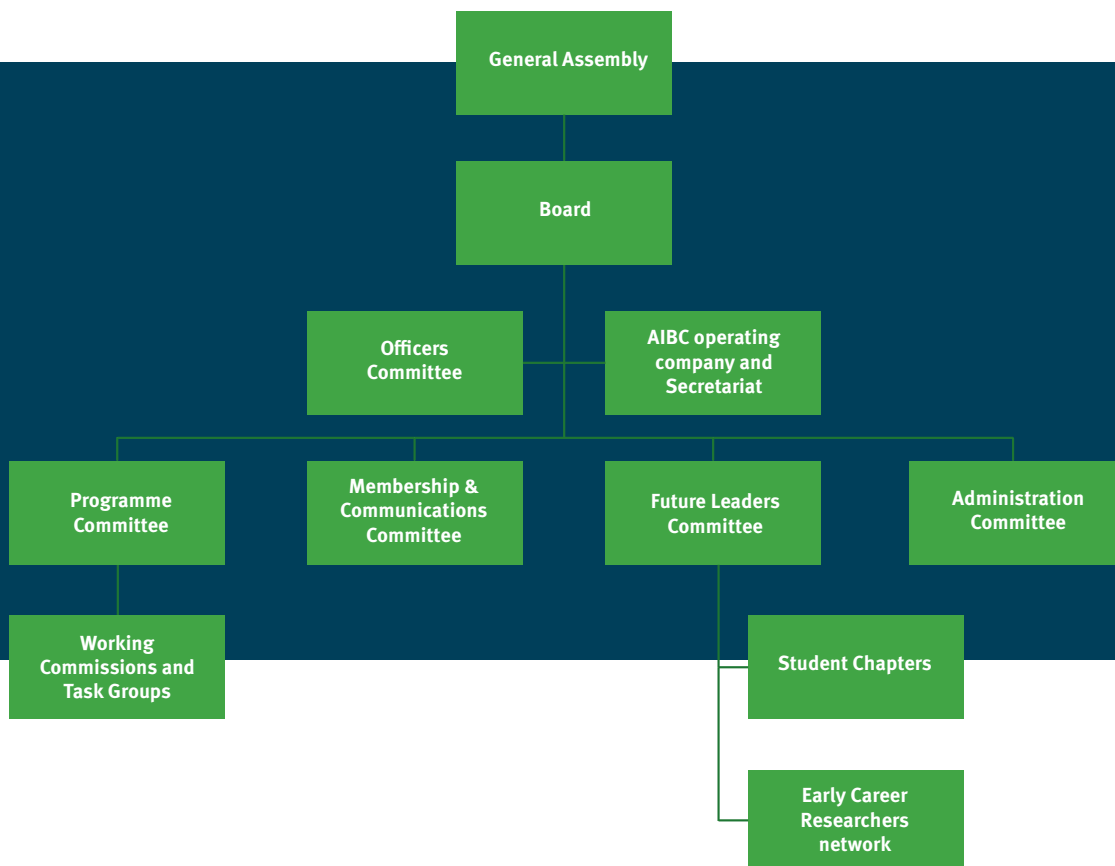 General Assembly
Board
Officers
Committee
AIBC operating
company and
Secretariat
Programme
Committee
Membership &
Communications
Committee
Future Leaders
Committee
Administration
Committee
Working
Commissions and
Task Groups
Student Chapters
Early Career
Researchers
network